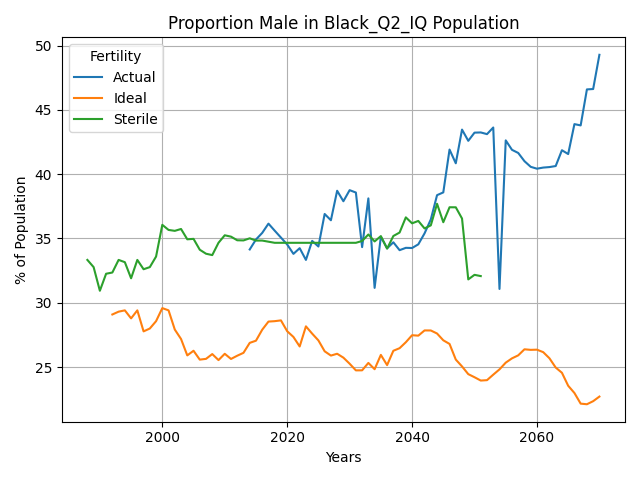 Proportion Male in Black_Q2_IQ Population
% of Population
50
45
40
35
30
25
Fertility
Actual
Ideal
Sterile
2000
2020
2040
2060
Years